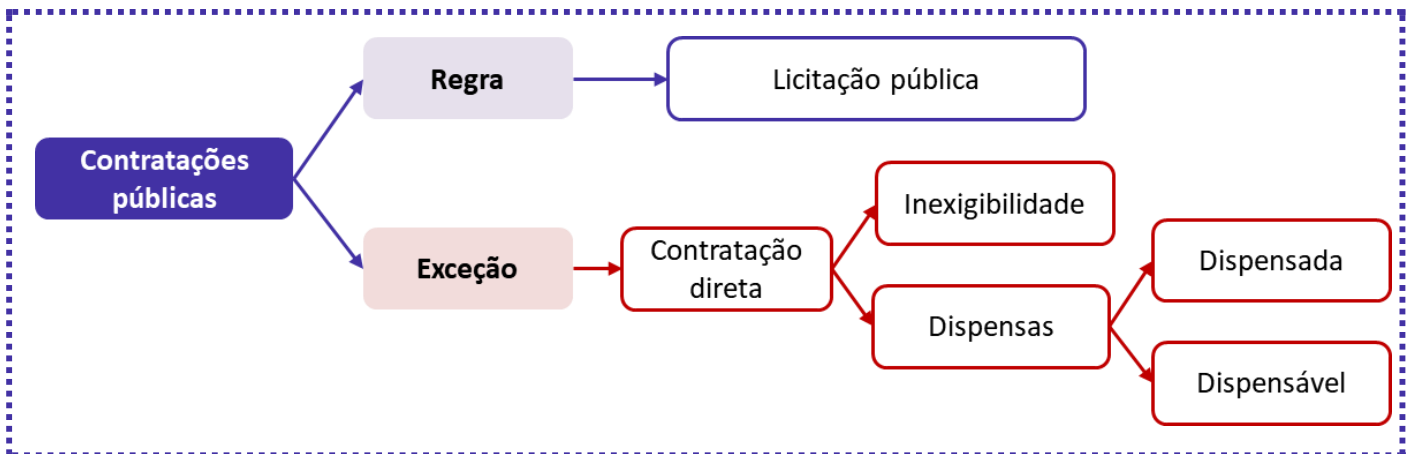 Contratações
públicas
Regra
Licitação pública
Exceção
Contratação
direta
Inexigibilidade
Dispensas
Dispensada
Dispensável